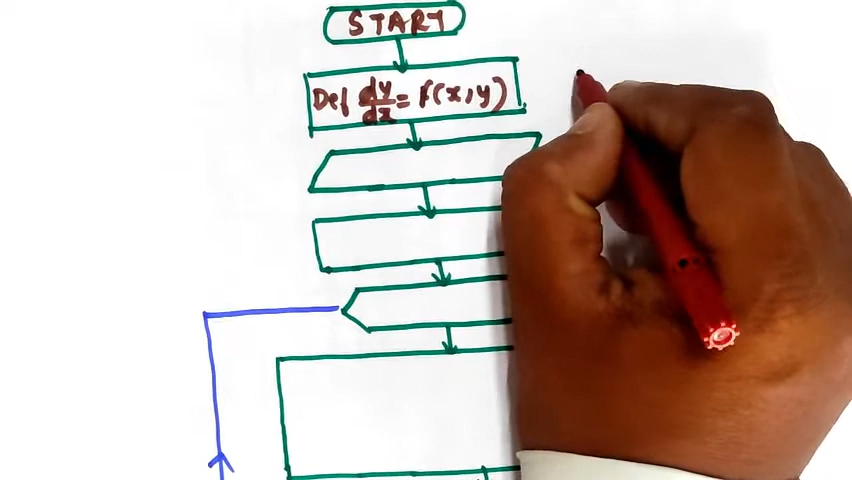 START
Def dy/dx = F(x,y)